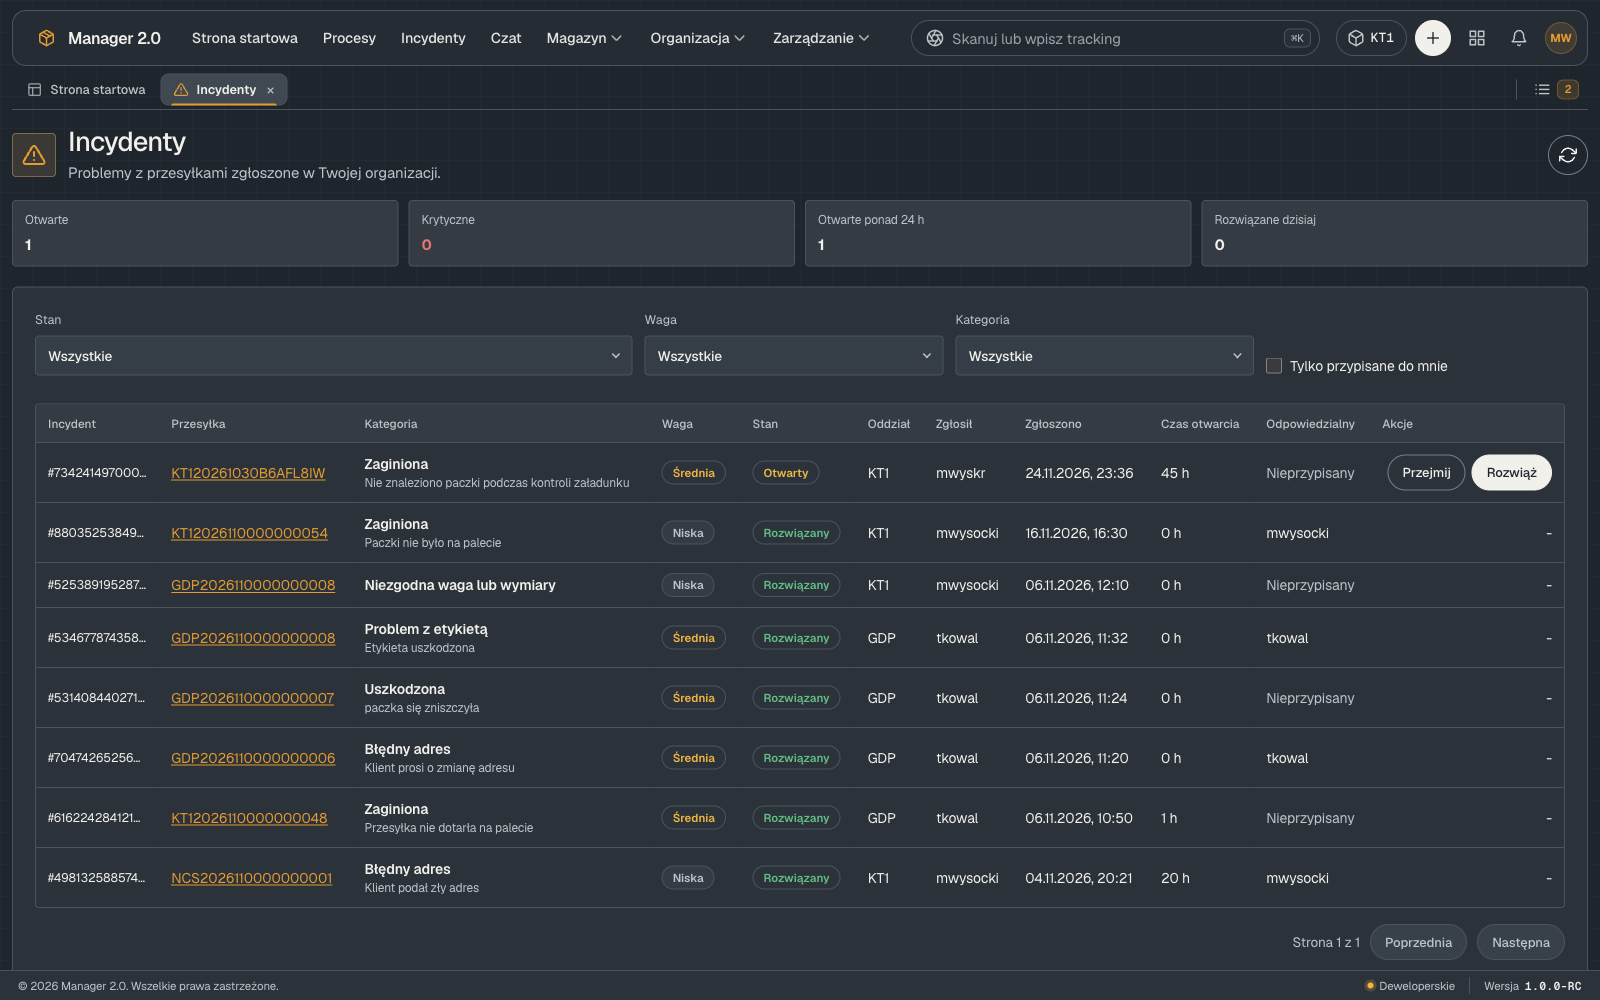 Manager 2.0 Strona startowa Procesy Incydenty Czat Magazyn Organizacja Zarządzanie Skanuj lub wpisz tracking ⌘K KT1 MW
Strona startowa Incydenty × 2
Incydenty
Problemy z przesyłkami zgłoszone w Twojej organizacji.
Otwarte Krytyczne Otwarte ponad 24 h Rozwiązane dzisiaj
1 0 1 0
Stan Waga Kategoria
Wszystkie Wszystkie Wszystkie Tylko przypisane do mnie
Incydent Przesyłka Kategoria Waga Stan Oddział Zgłosił Zgłoszono Czas otwarcia Odpowiedzialny Akcje
#734241497000… KT120261030B6AFL8IW Zaginiona Średnia Otwarty KT1 mwyskr 24.11.2026, 23:36 45 h Nieprzypisany Przejmij Rozwiąż
Nie znaleziono paczki podczas kontroli załadunku
#88035253849… KT12026110000000054 Zaginiona Niska Rozwiązany KT1 mwysocki 16.11.2026, 16:30 0 h mwysocki -
Paczki nie było na palecie
#525389195287… GDP2026110000000008 Niezgodna waga lub wymiary Niska Rozwiązany KT1 mwysocki 06.11.2026, 12:10 0 h Nieprzypisany -
#534677874358… GDP2026110000000008 Problem z etykietą Średnia Rozwiązany GDP tkowal 06.11.2026, 11:32 0 h tkowal -
Etykieta uszkodzona
#531408440271… GDP2026110000000007 Uszkodzona Średnia Rozwiązany GDP tkowal 06.11.2026, 11:24 0 h Nieprzypisany -
paczka się zniszczyła
#70474265256… GDP2026110000000006 Błędny adres Średnia Rozwiązany GDP tkowal 06.11.2026, 11:20 0 h tkowal -
Klient prosi o zmianę adresu
#616224284121… KT12026110000000048 Zaginiona Średnia Rozwiązany GDP tkowal 06.11.2026, 10:50 1 h Nieprzypisany -
Przesyłka nie dotarła na palecie
#498132588574… NCS2026110000000001 Błędny adres Niska Rozwiązany KT1 mwysocki 04.11.2026, 20:21 20 h mwysocki -
Klient podał zły adres
Strona 1 z 1 Poprzednia Następna
© 2026 Manager 2.0. Wszelkie prawa zastrzeżone. Deweloperskie Wersja 1.0.0-RC